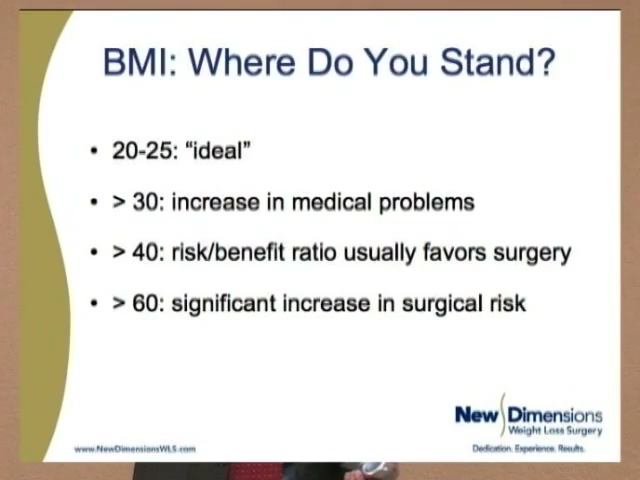 BMI: Where Do You Stand?
• 20-25: “ideal”
• > 30: increase in medical problems
• > 40: risk/benefit ratio usually favors surgery
• > 60: significant increase in surgical risk
New Dimensions
Weight Loss Surgery
www.NewDimensionsWLS.com
Dedication. Experience. Results.